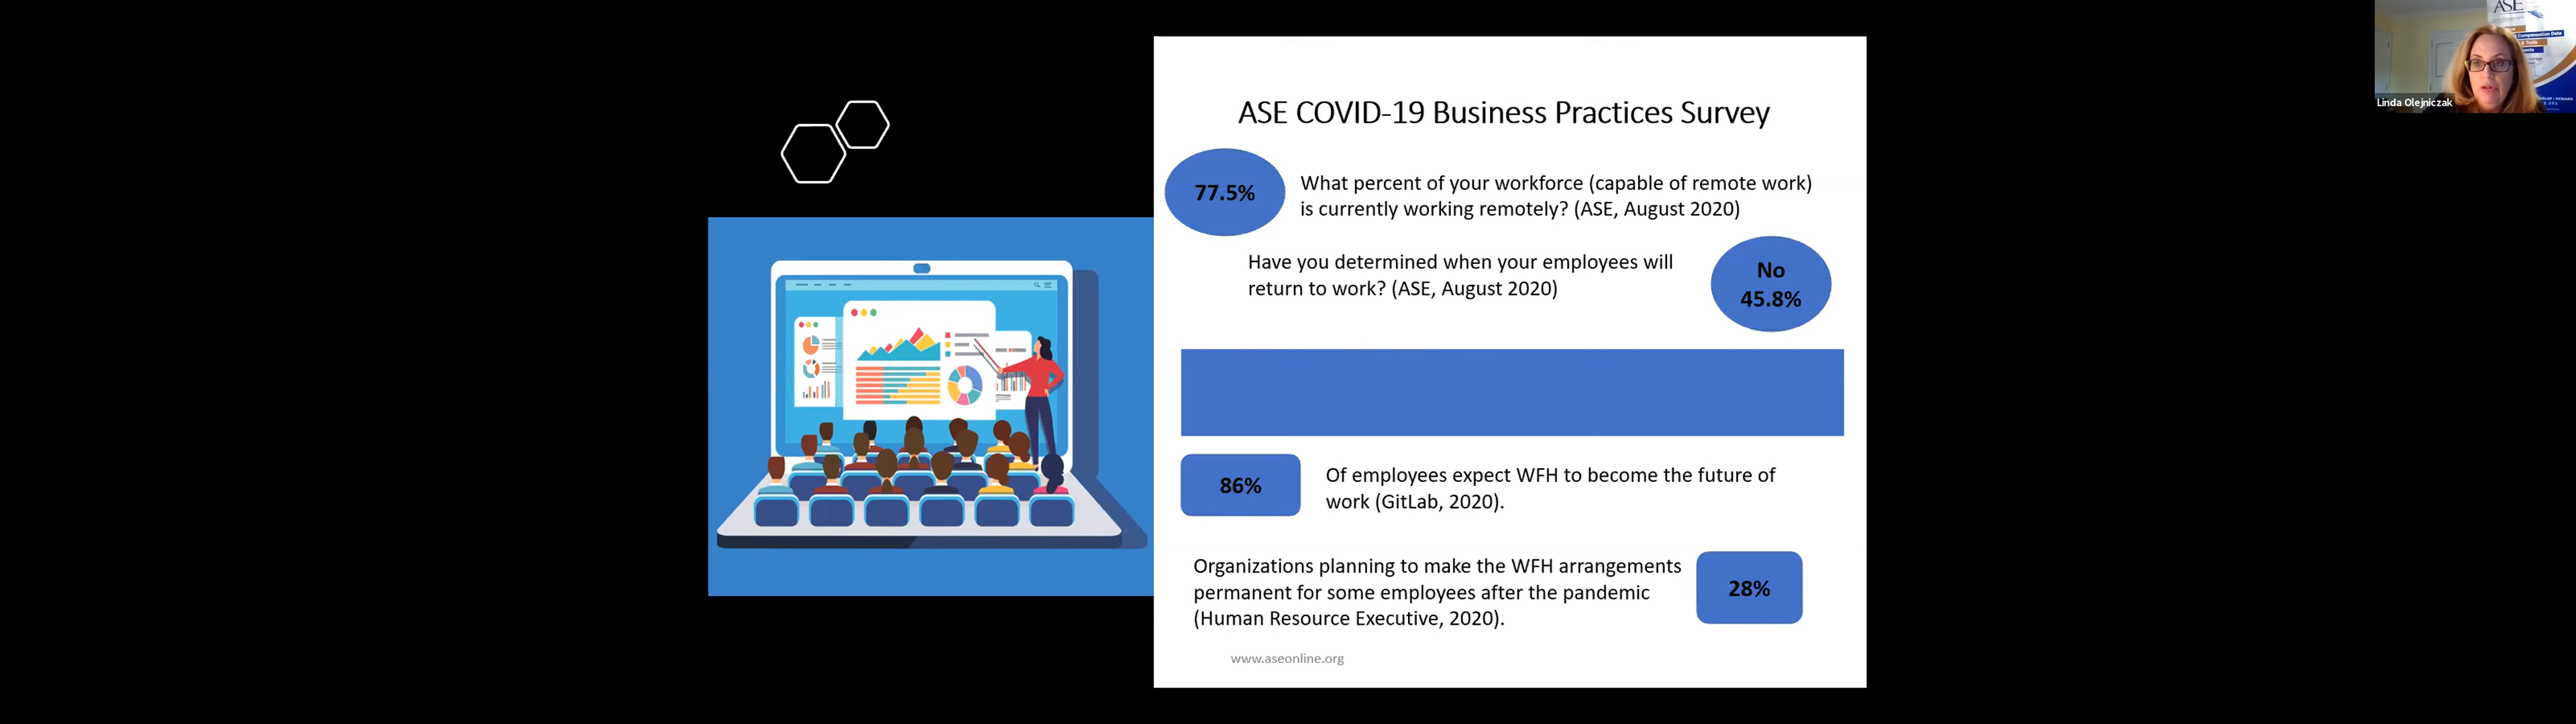 ASE COVID-19 Business Practices Survey
77.5%
What percent of your workforce (capable of remote work)
is currently working remotely? (ASE, August 2020)
Have you determined when your employees will
return to work? (ASE, August 2020)
No
45.8%
86%
Of employees expect WFH to become the future of
work (GitLab, 2020).
Organizations planning to make the WFH arrangements
permanent for some employees after the pandemic
(Human Resource Executive, 2020).
28%
www.aseonline.org
ASE
Compensation Data
Linda Olejniczak